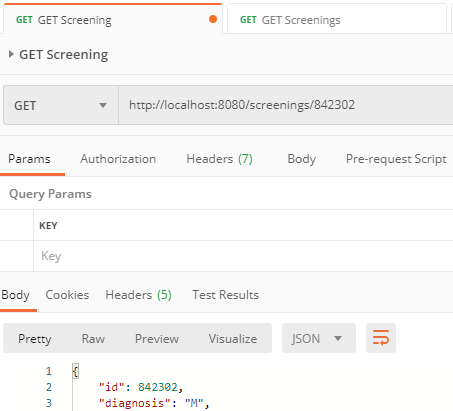 GET GET Screening GET GET Screenings
GET Screening
GET http://localhost:8080/screenings/842302
Params Authorization Headers (7) Body Pre-request Script
Query Params
KEY
Key
Body Cookies Headers (5) Test Results
Pretty Raw Preview Visualize JSON
1 {
2 "id": 842302,
3 "diagnosis": "M",